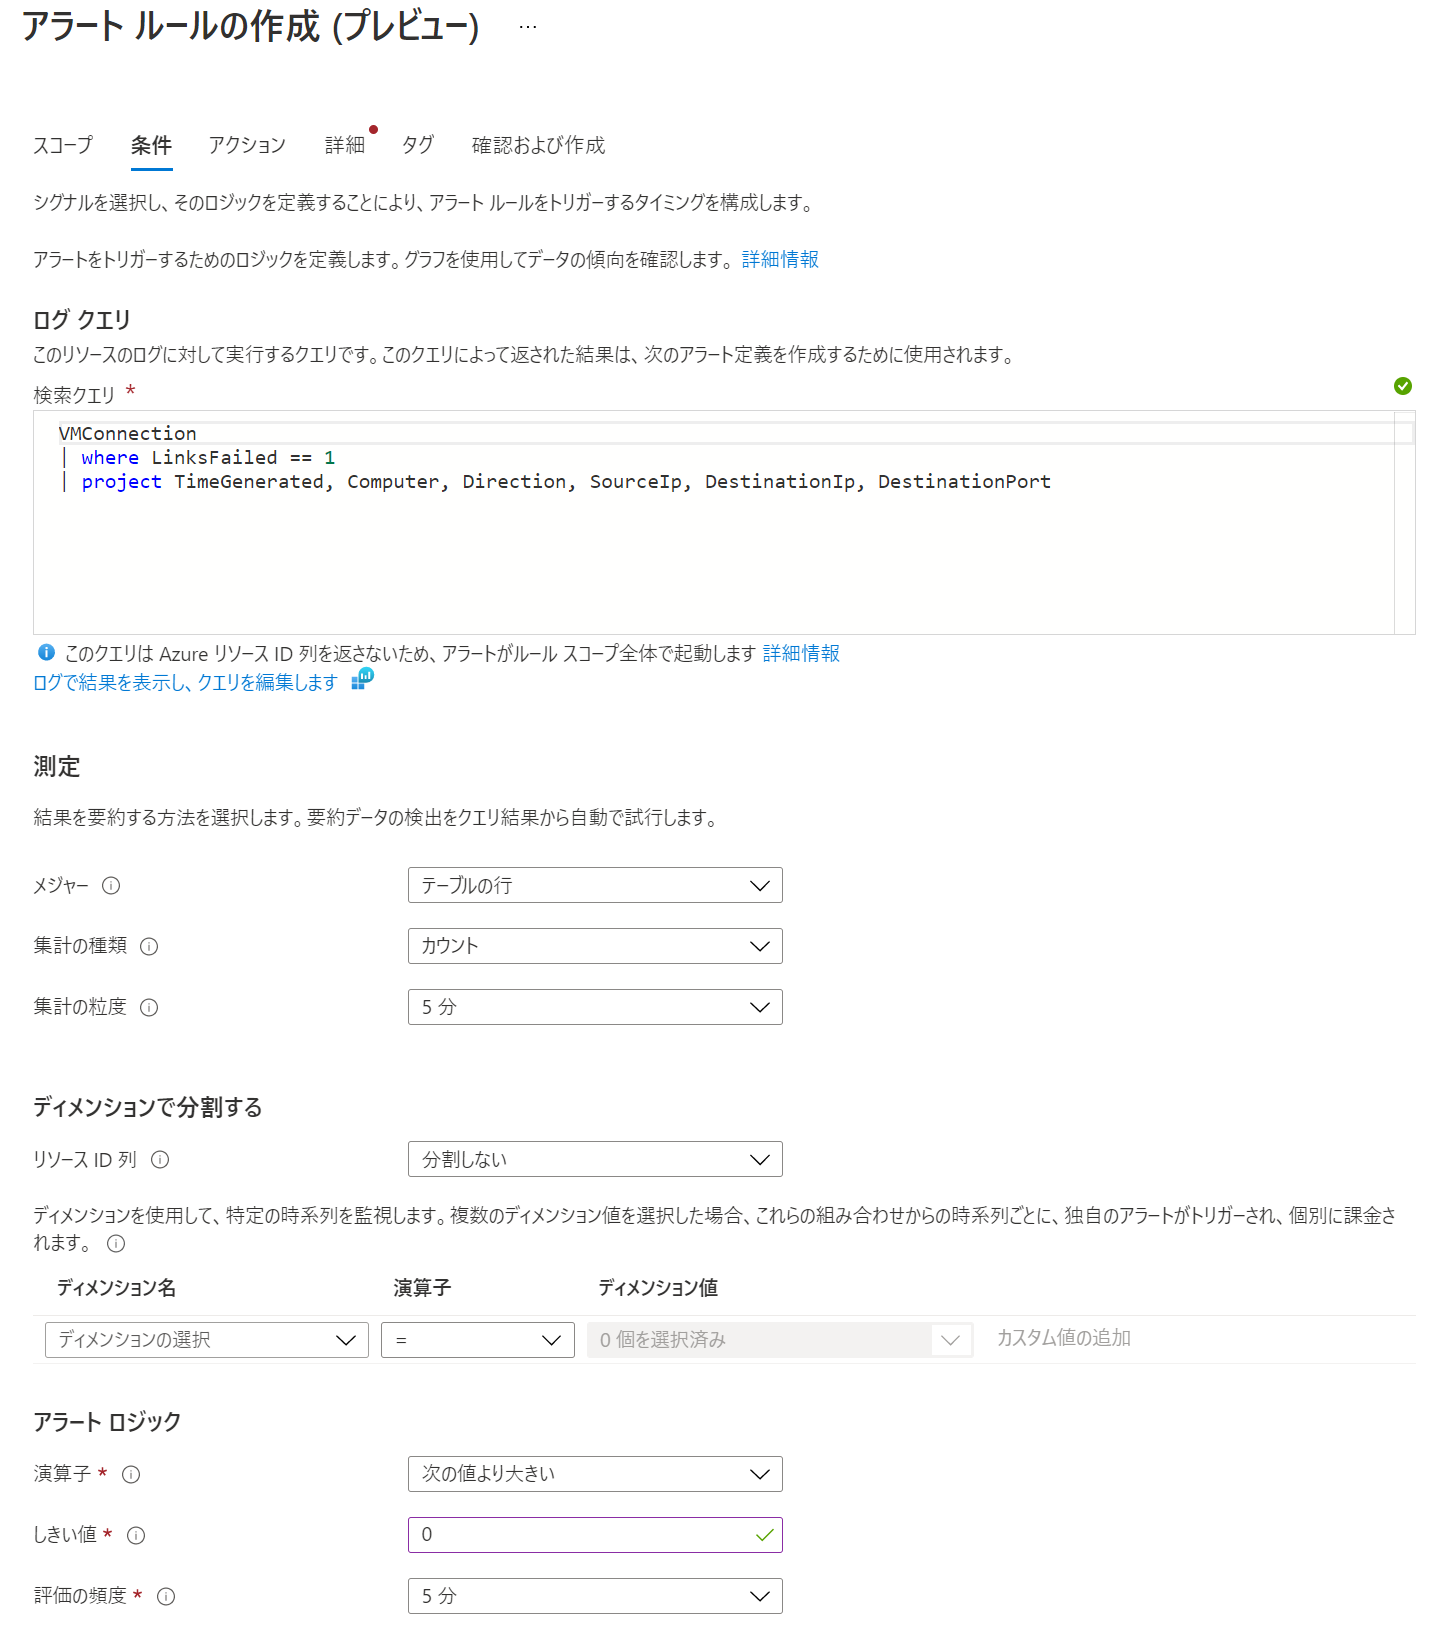 アラート ルールの作成 (プレビュー) ...
スコープ 条件 アクション 詳細 タグ 確認および作成
シグナルを選択し、そのロジックを定義することにより、アラート ルールをトリガーするタイミングを構成します。
アラートをトリガーするためのロジックを定義します。グラフを使用してデータの傾向を確認します。 詳細情報
ログ クエリ
このリソースのログに対して実行するクエリです。このクエリによって返された結果は、次のアラート定義を作成するために使用されます。
検索クエリ *
VMConnection
| where LinksFailed == 1
| project TimeGenerated, Computer, Direction, SourceIp, DestinationIp, DestinationPort
このクエリは Azure リソース ID 列を返さないため、アラートがルール スコープ全体で起動します 詳細情報
ログで結果を表示し、クエリを編集します
測定
結果を要約する方法を選択します。要約データの検出をクエリ結果から自動で試行します。
メジャー テーブルの行
集計の種類 カウント
集計の粒度 5 分
ディメンションで分割する
リソース ID 列 分割しない
ディメンションを使用して、特定の時系列を監視します。複数のディメンション値を選択した場合、これらの組み合わせからの時系列ごとに、独自のアラートがトリガーされ、個別に課金さ
れます。
ディメンション名 演算子 ディメンション値
ディメンションの選択 = 0 個を選択済み カスタム値の追加
アラート ロジック
演算子 * 次の値より大きい
しきい値 * 0
評価の頻度 * 5 分